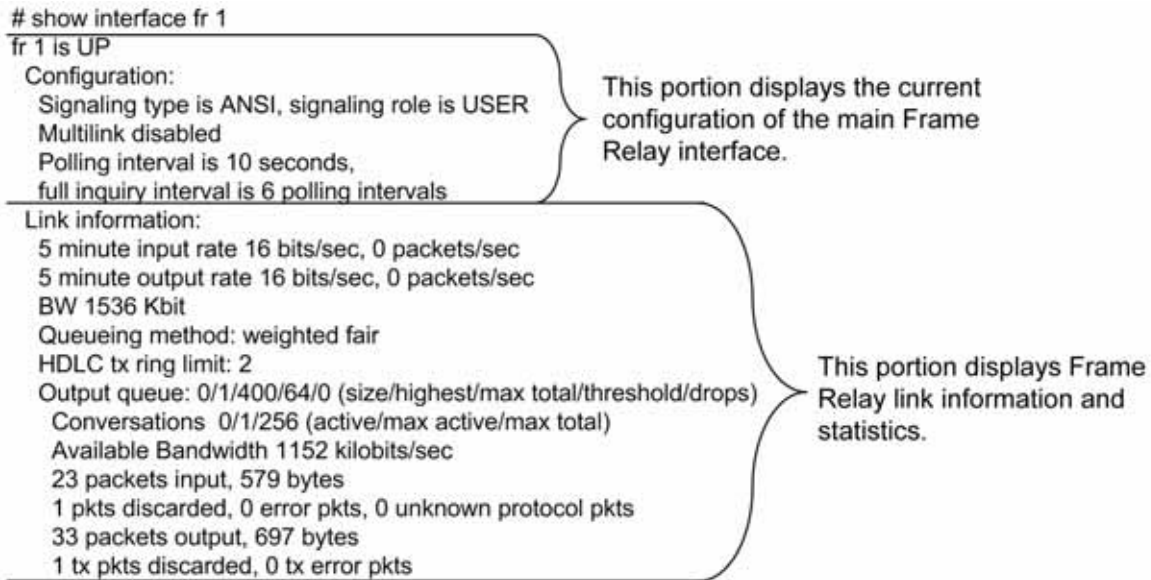 # show interface fr 1
fr 1 is UP
Configuration:
Signaling type is ANSI, signaling role is USER
Multilink disabled
Polling interval is 10 seconds,
full inquiry interval is 6 polling intervals
This portion displays the current
configuration of the main Frame
Relay interface.
Link information:
5 minute input rate 16 bits/sec, 0 packets/sec
5 minute output rate 16 bits/sec, 0 packets/sec
BW 1536 Kbit
Queueing method: weighted fair
HDLC tx ring limit: 2
Output queue: 0/1/400/64/0 (size/highest/max total/threshold/drops)
Conversations 0/1/256 (active/max active/max total)
Available Bandwidth 1152 kilobits/sec
23 packets input, 579 bytes
1 pkts discarded, 0 error pkts, 0 unknown protocol pkts
33 packets output, 697 bytes
1 tx pkts discarded, 0 tx error pkts
This portion displays Frame
Relay link information and
statistics.